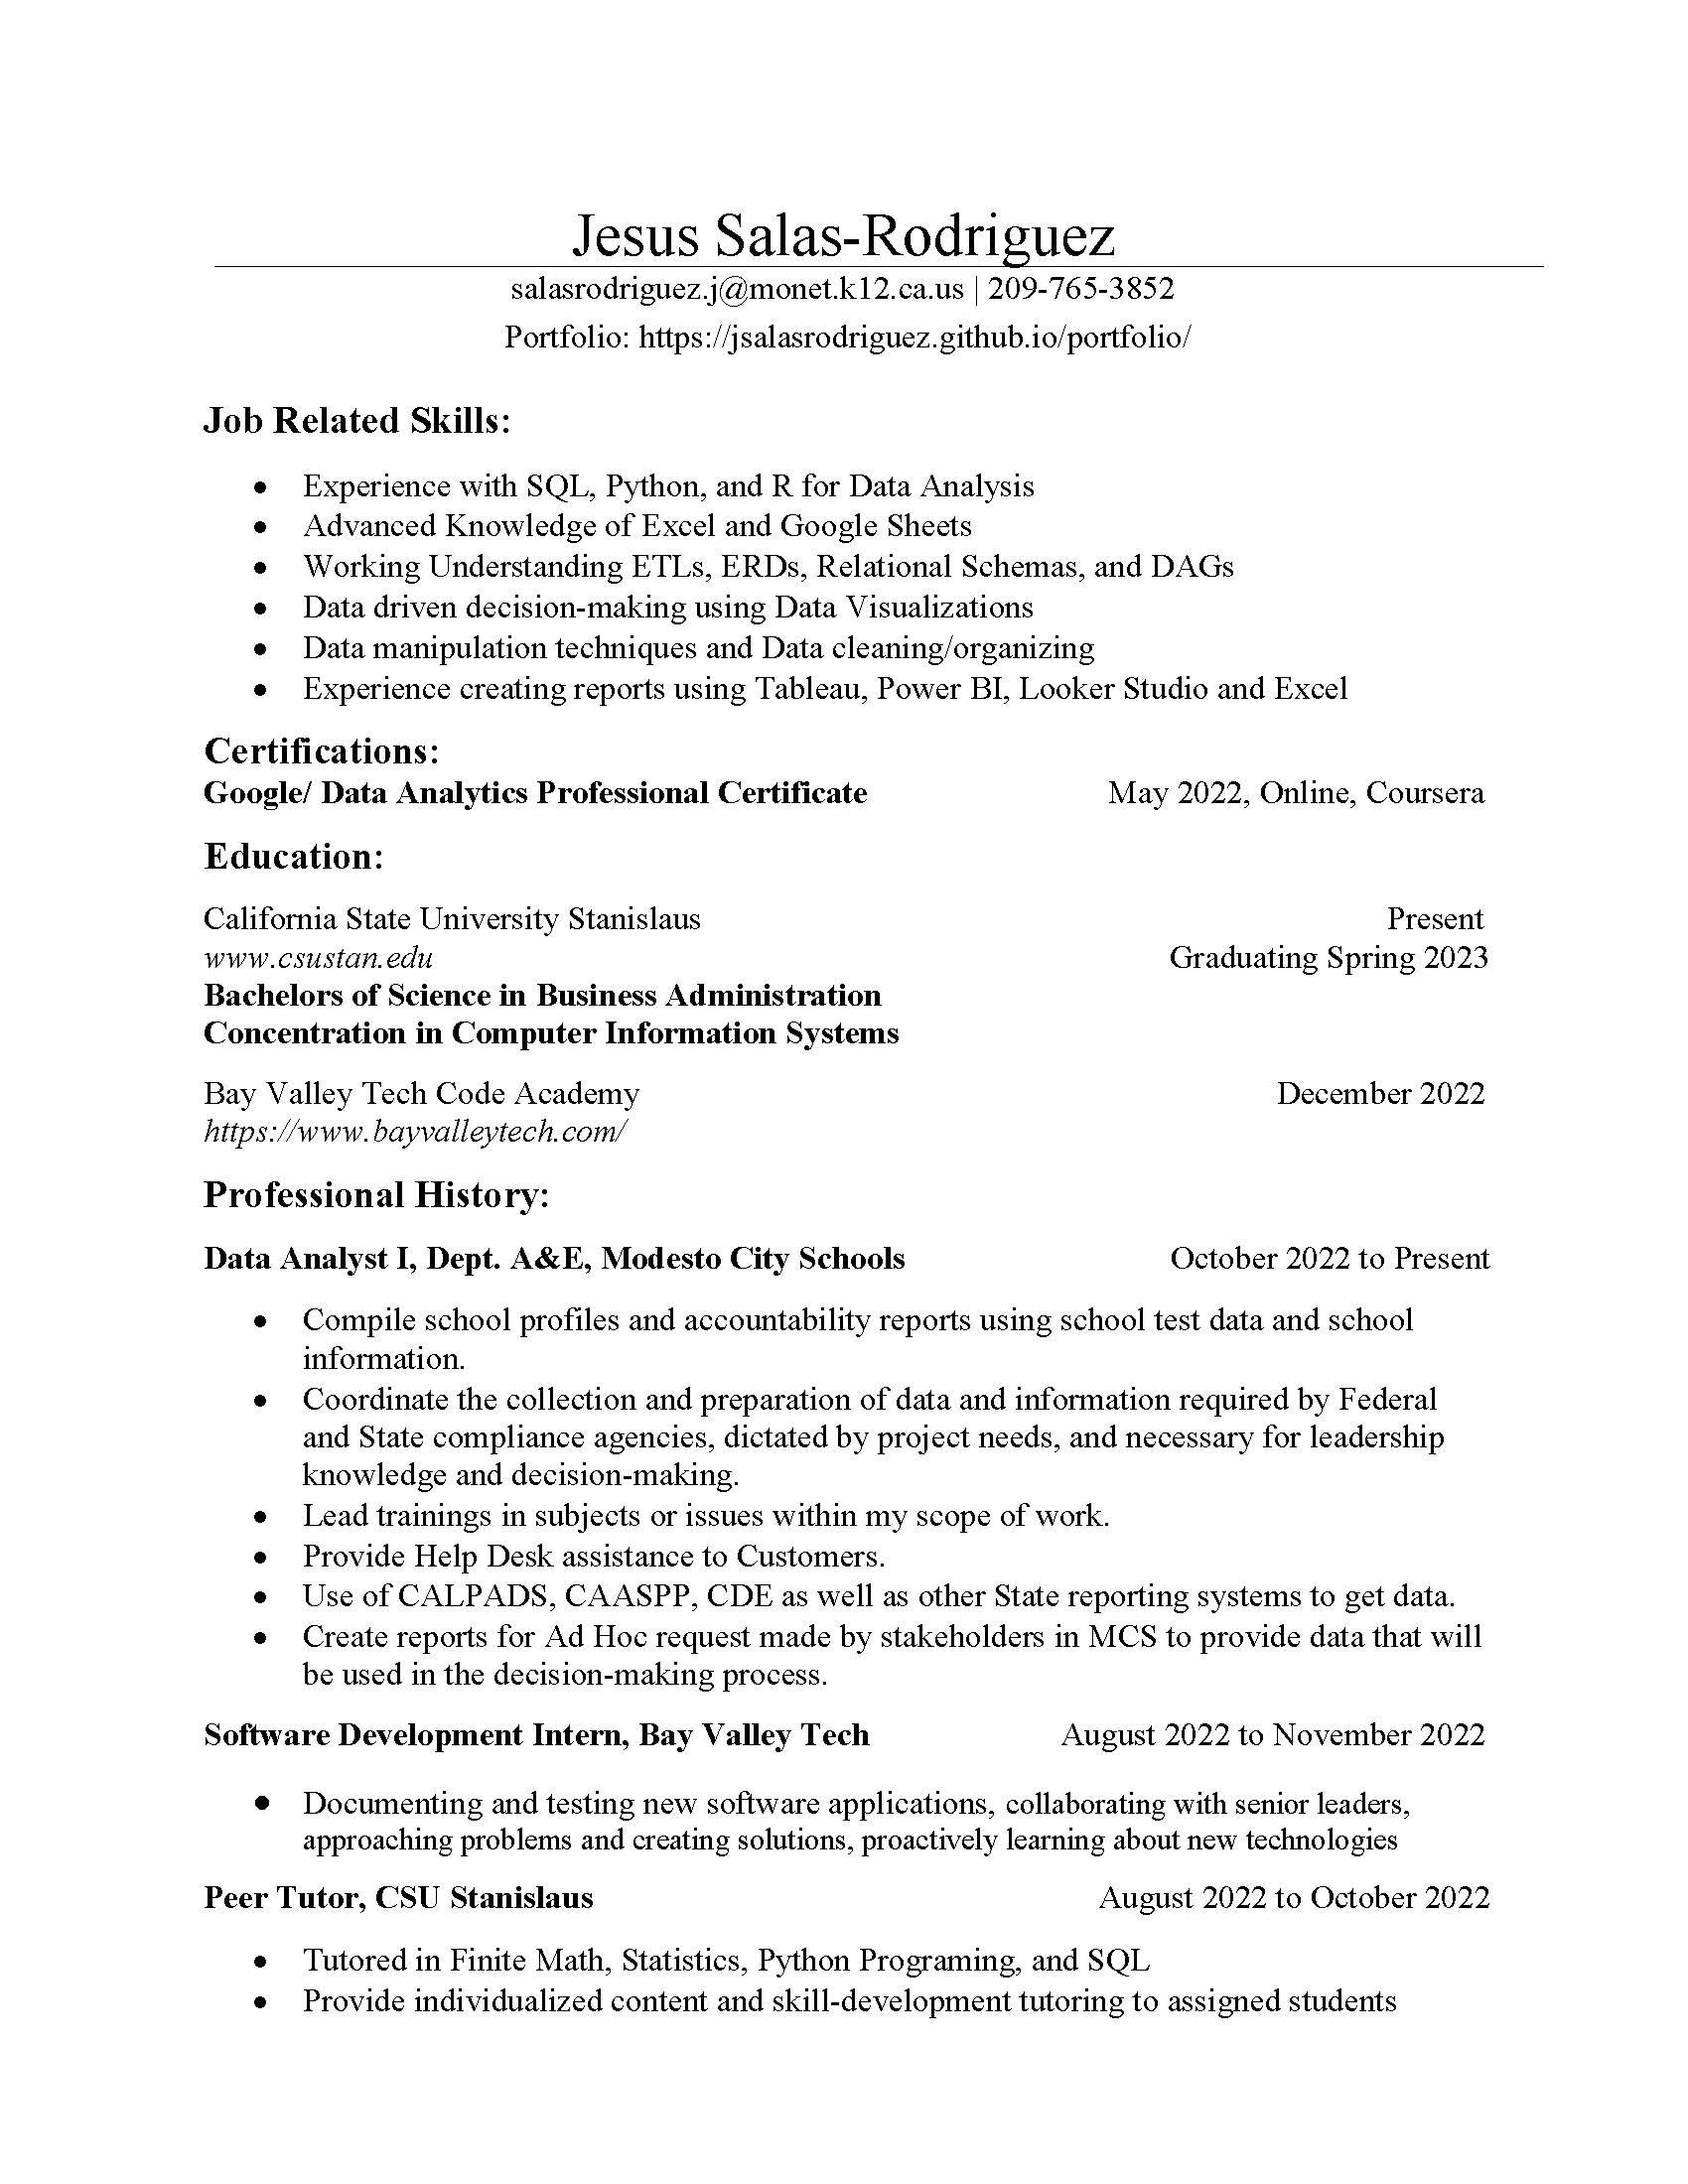 Jesus Salas-Rodriguez
salasrodriguez.j@monet.k12.ca.us | 209-765-3852
Portfolio: https://jsalasrodriguez.github.io/portfolio/
Job Related Skills:
• Experience with SQL, Python, and R for Data Analysis
• Advanced Knowledge of Excel and Google Sheets
• Working Understanding ETLs, ERDs, Relational Schemas, and DAGs
• Data driven decision-making using Data Visualizations
• Data manipulation techniques and Data cleaning/organizing
• Experience creating reports using Tableau, Power BI, Looker Studio and Excel
Certifications:
Google/ Data Analytics Professional Certificate May 2022, Online, Coursera
Education:
California State University Stanislaus Present
www.csustan.edu Graduating Spring 2023
Bachelors of Science in Business Administration
Concentration in Computer Information Systems
Bay Valley Tech Code Academy December 2022
https://www.bayvalleytech.com/
Professional History:
Data Analyst I, Dept. A&E, Modesto City Schools October 2022 to Present
• Compile school profiles and accountability reports using school test data and school
information.
• Coordinate the collection and preparation of data and information required by Federal
and State compliance agencies, dictated by project needs, and necessary for leadership
knowledge and decision-making.
• Lead trainings in subjects or issues within my scope of work.
• Provide Help Desk assistance to Customers.
• Use of CALPADS, CAASPP, CDE as well as other State reporting systems to get data.
• Create reports for Ad Hoc request made by stakeholders in MCS to provide data that will
be used in the decision-making process.
Software Development Intern, Bay Valley Tech August 2022 to November 2022
• Documenting and testing new software applications, collaborating with senior leaders,
approaching problems and creating solutions, proactively learning about new technologies
Peer Tutor, CSU Stanislaus August 2022 to October 2022
• Tutored in Finite Math, Statistics, Python Programing, and SQL
• Provide individualized content and skill-development tutoring to assigned students